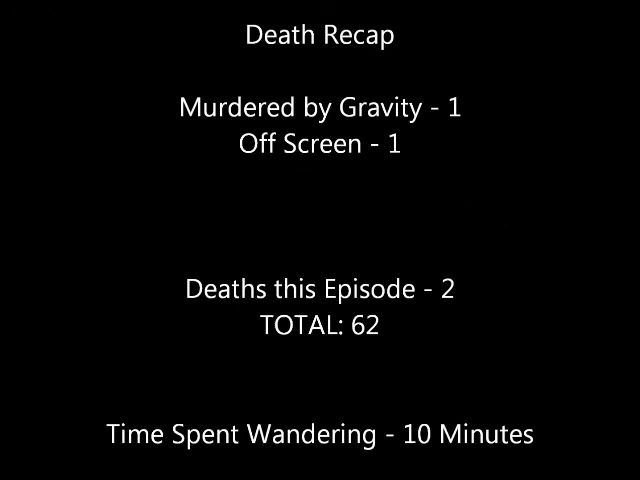 Death Recap
Murdered by Gravity - 1
Off Screen - 1
Deaths this Episode - 2
TOTAL: 62
Time Spent Wandering - 10 Minutes